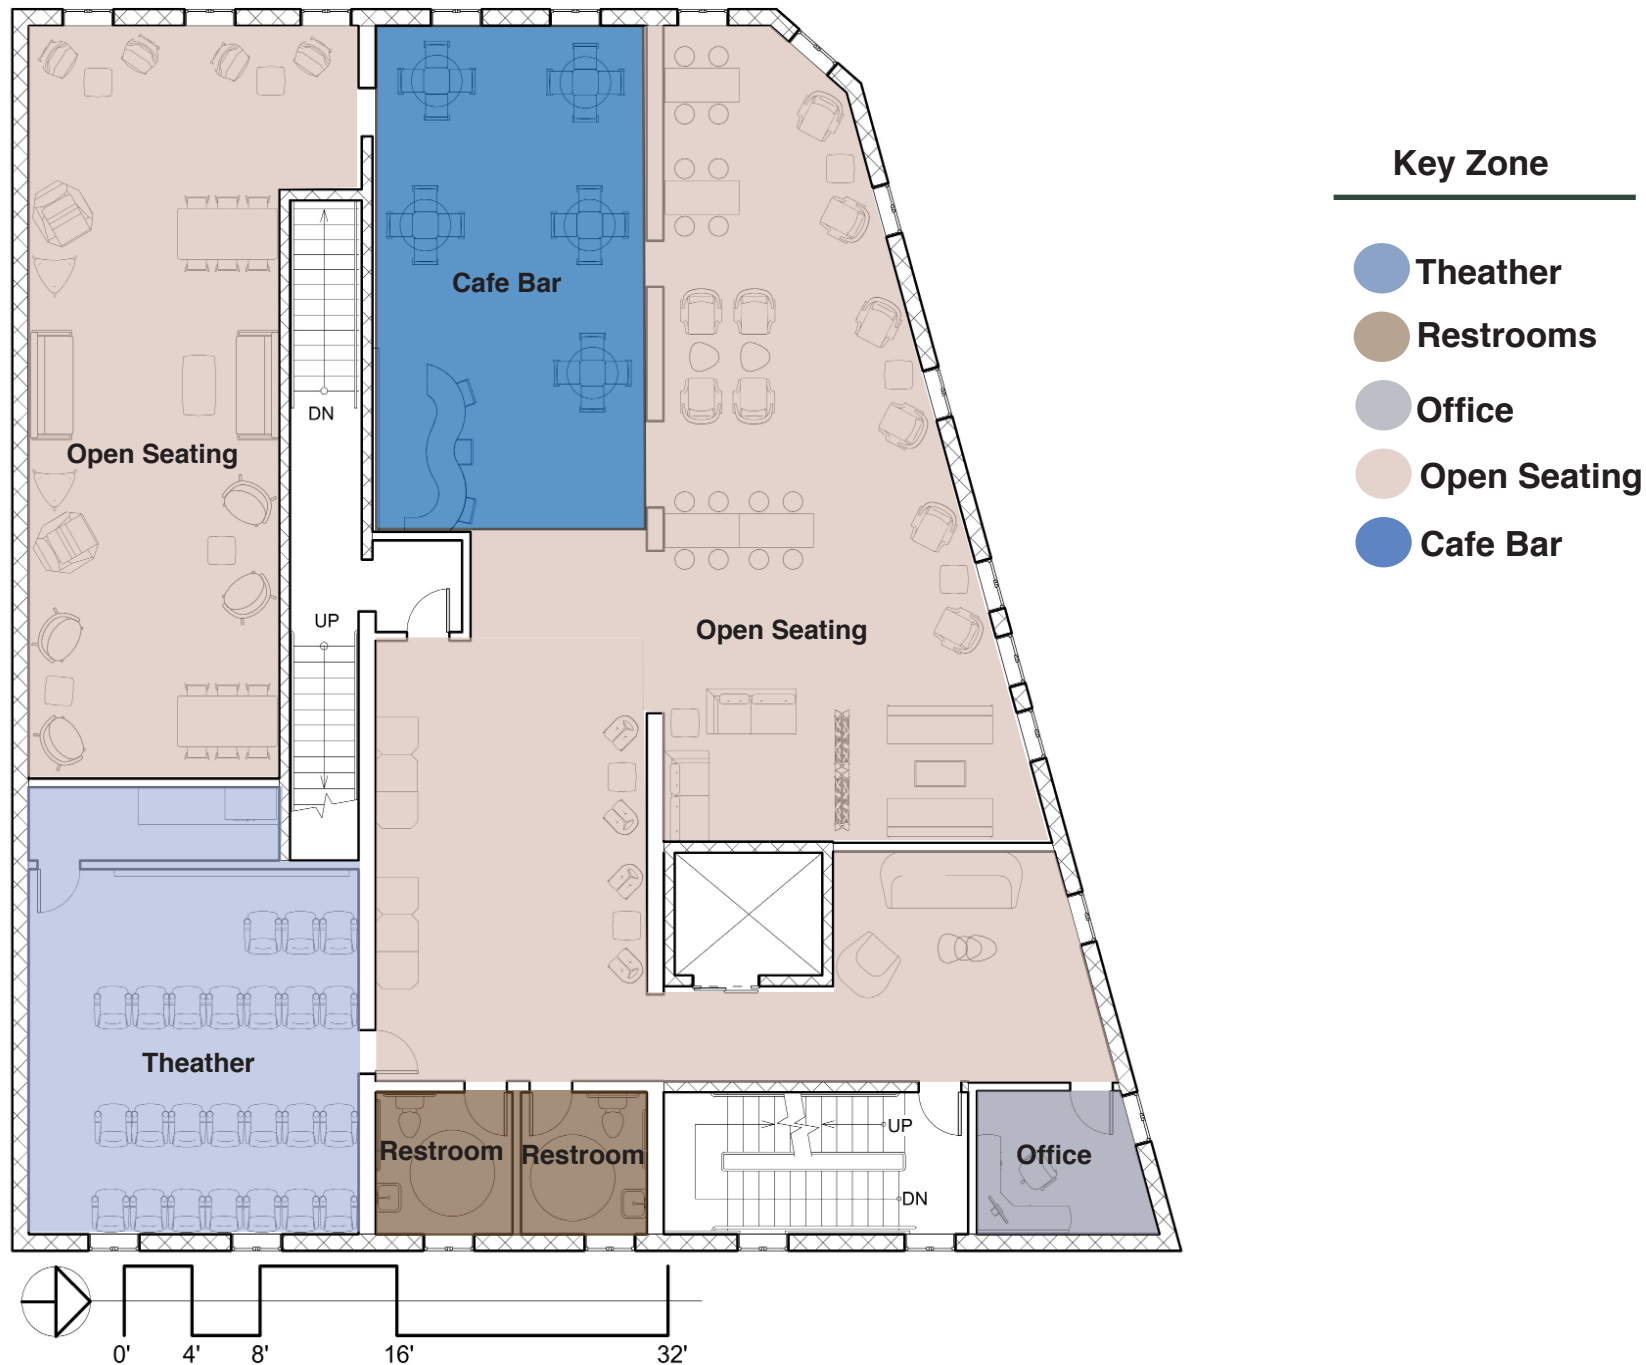 Key Zone
Theather
Restrooms
Office
Open Seating
Cafe Bar
Cafe Bar
DN
Open Seating
UP
Open Seating
Theather
Restroom
Restroom
UP
DN
Office
0' 4' 8' 16' 32'